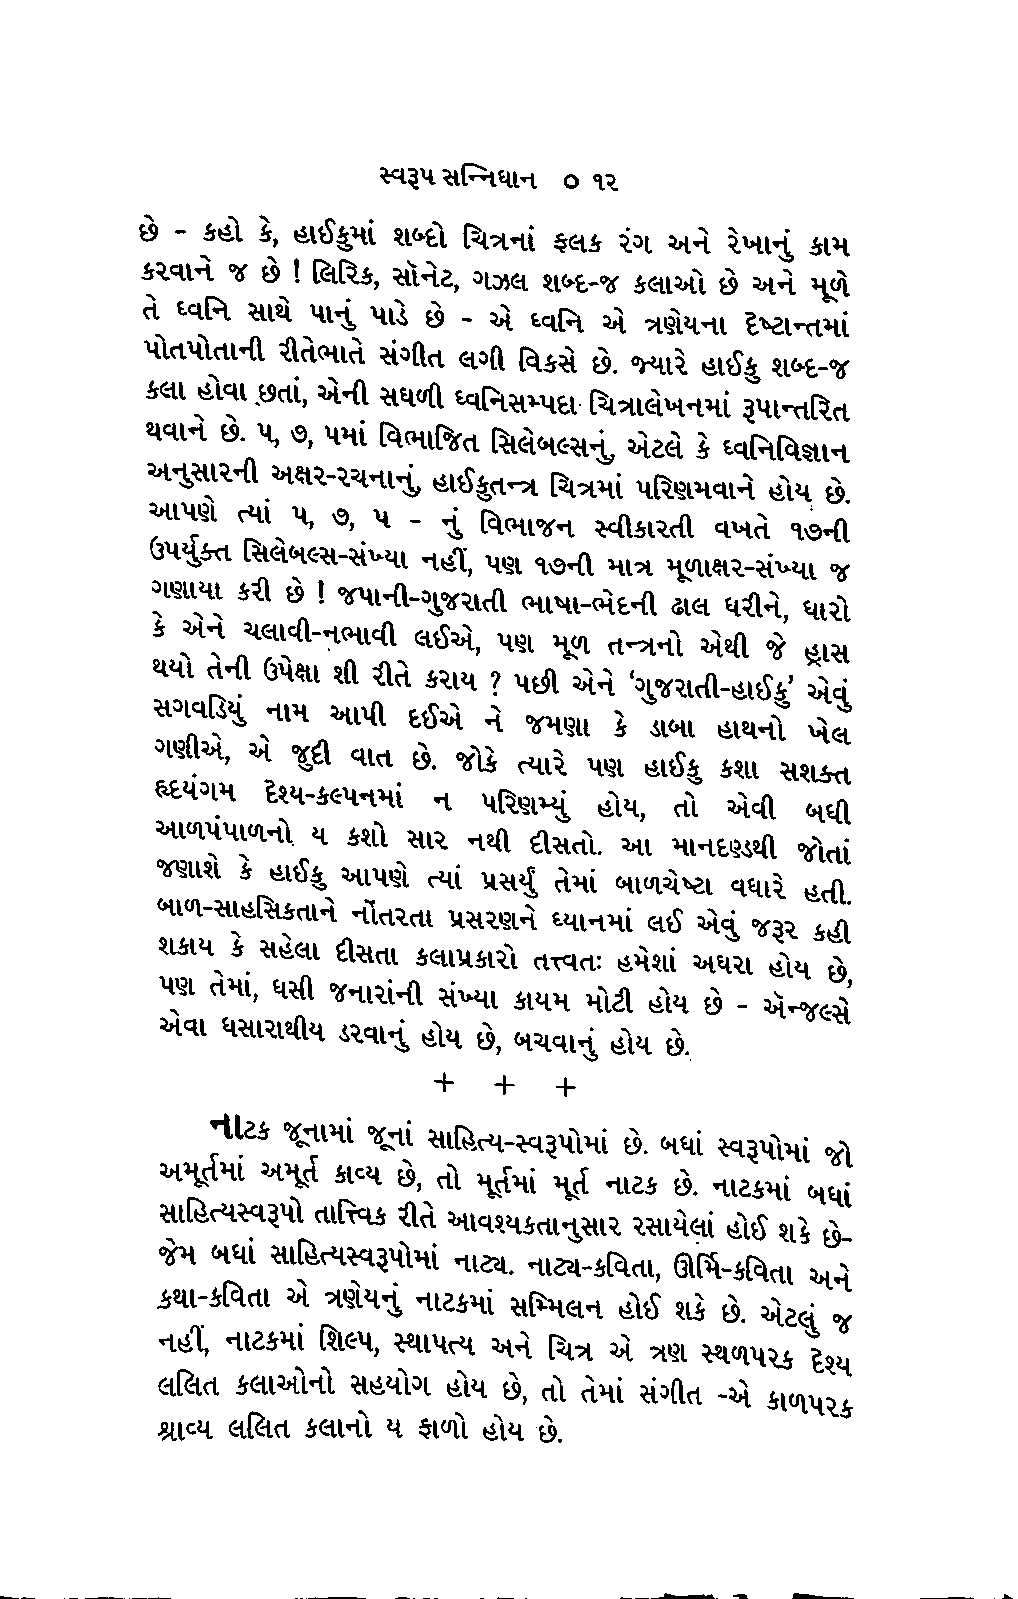 સ્વરૂપ સન્નિધાન ૦ ૧૨
છે - કહો કે, હાઈકુમાં શબ્દો ચિત્રનાં ફલક રંગ અને રેખાનું કામ
કરવાને જ છે ! લિરિક, સૉનેટ, ગઝલ શબ્દ-જ કલાઓ છે અને મૂળે
તે ધ્વનિ સાથે પાનું પાડે છે - એ ધ્વનિ એ ત્રણેયના દૃષ્ટાન્તમાં
પોતપોતાની રીતેભાતે સંગીત લગી વિકસે છે. જ્યારે હાઈકુ શબ્દ-જ
કલા હોવા છતાં, એની સઘળી ધ્વનિસમ્પદા ચિત્રાલેખનમાં રૂપાન્તરિત
થવાને છે. ૫, ૭, ૫માં વિભાજિત સિલેબલ્સનું, એટલે કે ધ્વનિવિજ્ઞાન
અનુસારની અક્ષર-રચનાનું, હાઈકુતન્ત્ર ચિત્રમાં પરિણમવાને હોય છે.
આપણે ત્યાં ૫, ૭, ૫ - નું વિભાજન સ્વીકારતી વખતે ૧૭ની
ઉપર્યુક્ત સિલેબલ્સ-સંખ્યા નહીં, પણ ૧૭ની માત્ર મૂળાક્ષર-સંખ્યા જ
ગણાયા કરી છે ! જપાની-ગુજરાતી ભાષા-ભેદની ઢાલ ધરીને, ધારો
કે એને ચલાવી-નભાવી લઈએ, પણ મૂળ તન્ત્રનો એથી જે હ્રાસ
થયો તેની ઉપેક્ષા શી રીતે કરાય ? પછી એને ‘ગુજરાતી-હાઈકુ’ એવું
સગવડિયું નામ આપી દઈએ ને જમણા કે ડાબા હાથનો ખેલ
ગણીએ, એ જુદી વાત છે. જોકે ત્યારે પણ હાઈકુ કશા સશક્ત
હૃદયંગમ દૃશ્ય-કલ્પનમાં ન પરિણમ્યું હોય, તો એવી બધી
આળપંપાળનો ય કશો સાર નથી દીસતો. આ માનદણ્ડથી જોતાં
જણાશે કે હાઈકુ આપણે ત્યાં પ્રસર્યું તેમાં બાળચેષ્ટા વધારે હતી.
બાળ-સાહસિકતાને નોંતરતા પ્રસરણને ધ્યાનમાં લઈ એવું જરૂર કહી
શકાય કે સહેલા દીસતા કલાપ્રકારો તત્ત્વતઃ હમેશાં અઘરા હોય છે,
પણ તેમાં, ધસી જનારાંની સંખ્યા કાયમ મોટી હોય છે - ઍન્જલ્સે
એવા ધસારાથીય ડરવાનું હોય છે, બચવાનું હોય છે.
+ + +
નાટક જૂનામાં જૂનાં સાહિત્ય-સ્વરૂપોમાં છે. બધાં સ્વરૂપોમાં જો
અમૂર્તમાં અમૂર્ત કાવ્ય છે, તો મૂર્તમાં મૂર્ત નાટક છે. નાટકમાં બધાં
સાહિત્યસ્વરૂપો તાત્ત્વિક રીતે આવશ્યકતાનુસાર રસાયેલાં હોઈ શકે છે-
જેમ બધાં સાહિત્યસ્વરૂપોમાં નાટ્ય. નાટ્ય-કવિતા, ઊર્મિ-કવિતા અને
કથા-કવિતા એ ત્રણેયનું નાટકમાં સમ્મિલન હોઈ શકે છે. એટલું જ
નહીં, નાટકમાં શિલ્પ, સ્થાપત્ય અને ચિત્ર એ ત્રણ સ્થળપરક દૃશ્ય
લલિત કલાઓનો સહયોગ હોય છે, તો તેમાં સંગીત -એ કાળપરક
શ્રાવ્ય લલિત કલાનો ય ફાળો હોય છે.